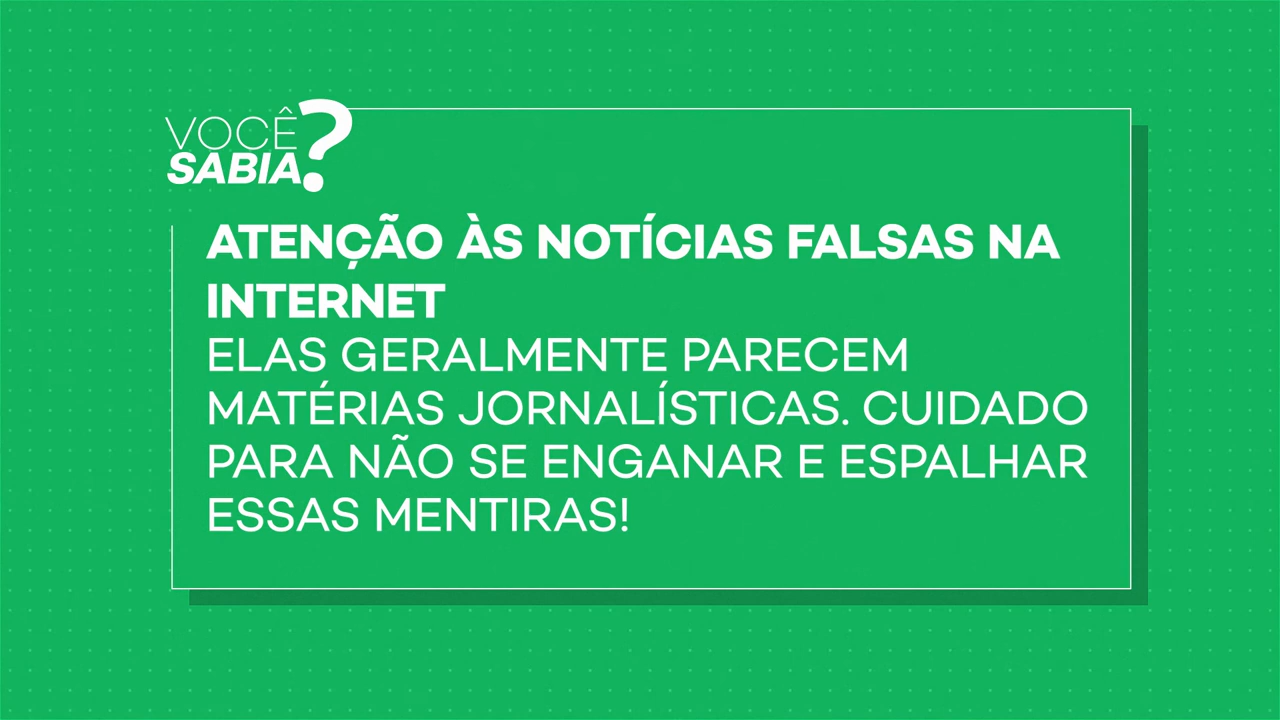 VOCÊ
SABIA?
ATENÇÃO ÀS NOTÍCIAS FALSAS NA
INTERNET
ELAS GERALMENTE PARECEM
MATÉRIAS JORNALÍSTICAS. CUIDADO
PARA NÃO SE ENGANAR E ESPALHAR
ESSAS MENTIRAS!